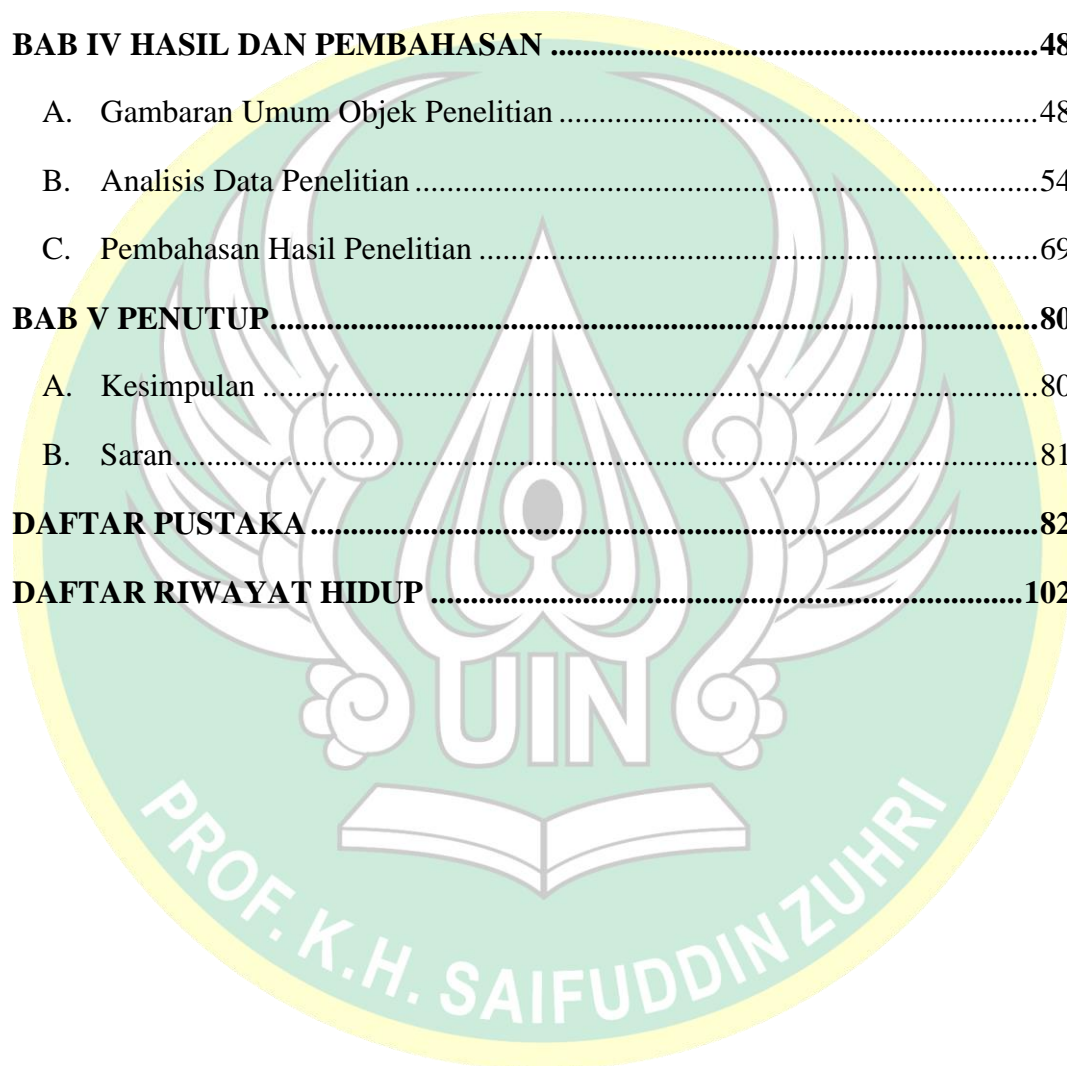 BAB IV HASIL DAN PEMBAHASAN ........................................................48
A. Gambaran Umum Objek Penelitian ........................................................48
B. Analisis Data Penelitian ........................................................................54
C. Pembahasan Hasil Penelitian .................................................................69
BAB V PENUTUP.........................................................................................80
A. Kesimpulan ...........................................................................................80
B. Saran......................................................................................................81
DAFTAR PUSTAKA ....................................................................................82
DAFTAR RIWAYAT HIDUP .....................................................................102
UIN
PROF. K.H. SAIFUDDIN ZUHRI